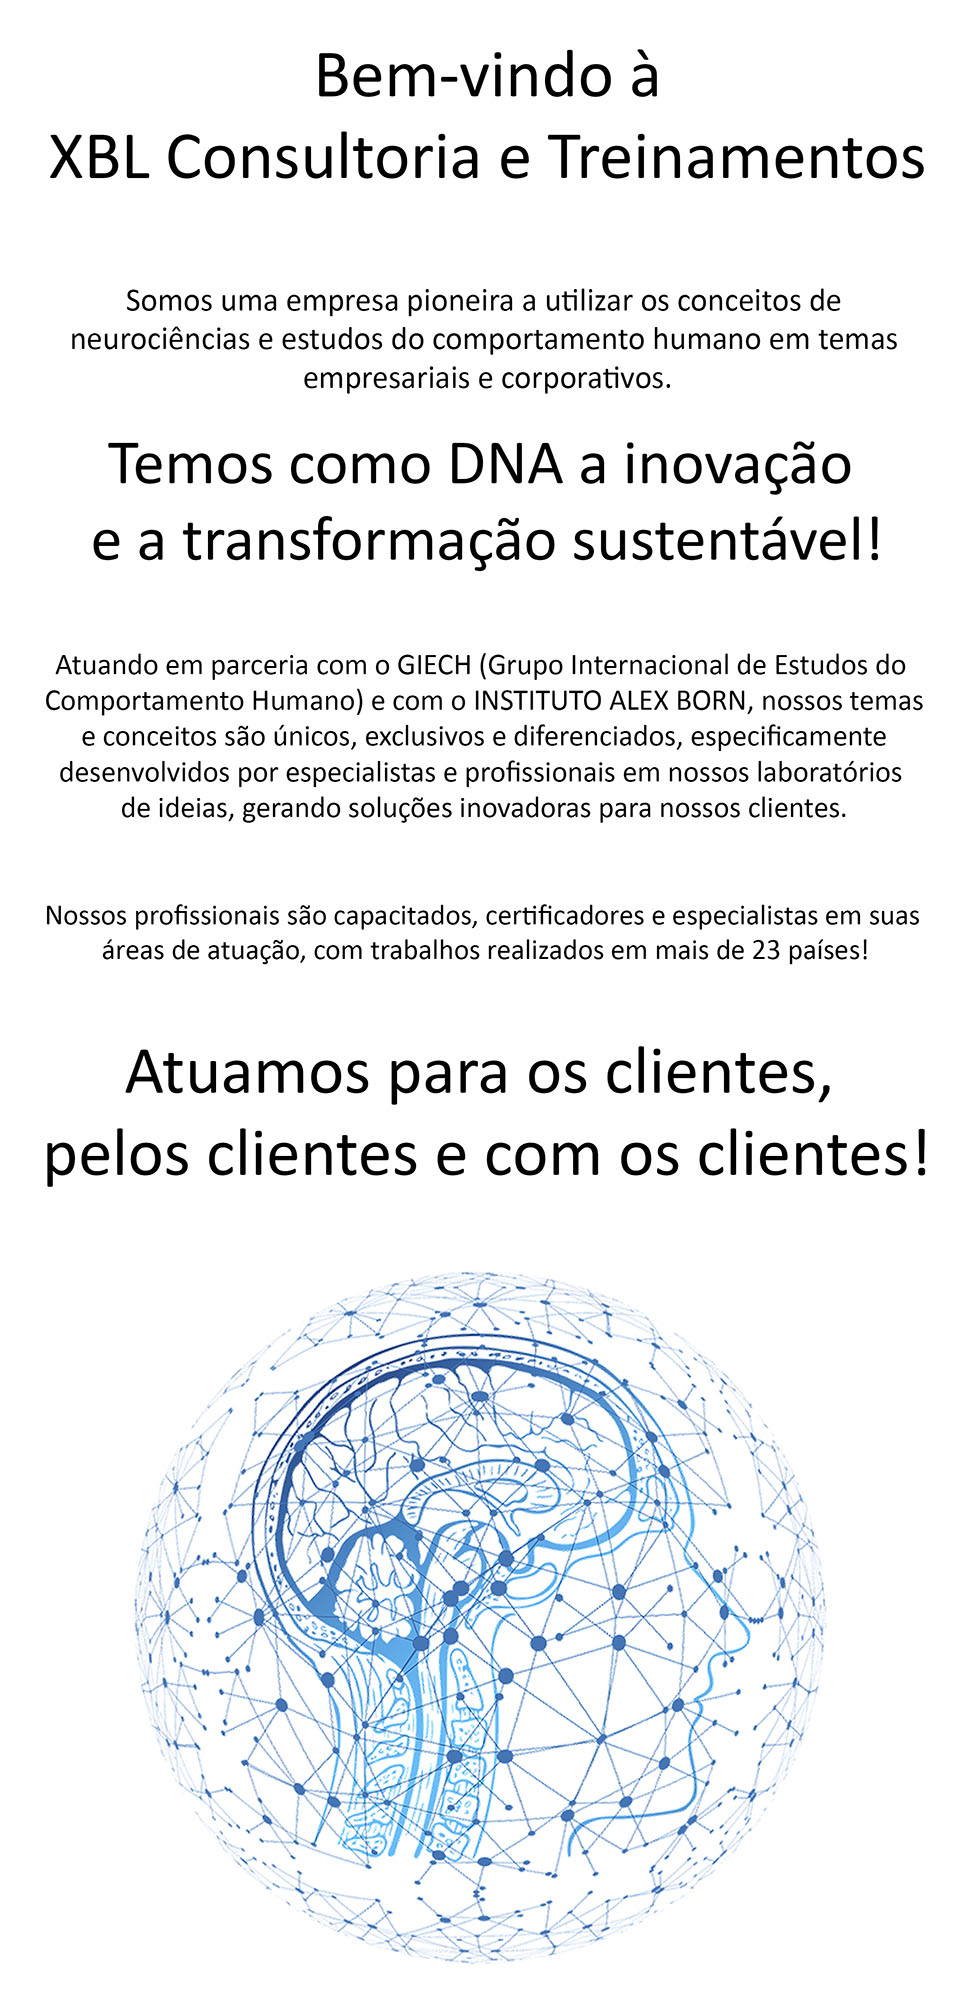 Bem-vindo à
XBL Consultoria e Treinamentos
Somos uma empresa pioneira a utilizar os conceitos de
neurociências e estudos do comportamento humano em temas
empresariais e corporativos.
Temos como DNA a inovação
e a transformação sustentável!
Atuando em parceria com o GIECH (Grupo Internacional de Estudos do
Comportamento Humano) e com o INSTITUTO ALEX BORN, nossos temas
e conceitos são únicos, exclusivos e diferenciados, especificamente
desenvolvidos por especialistas e profissionais em nossos laboratórios
de ideias, gerando soluções inovadoras para nossos clientes.
Nossos profissionais são capacitados, certificadores e especialistas em suas
áreas de atuação, com trabalhos realizados em mais de 23 países!
Atuamos para os clientes,
pelos clientes e com os clientes!